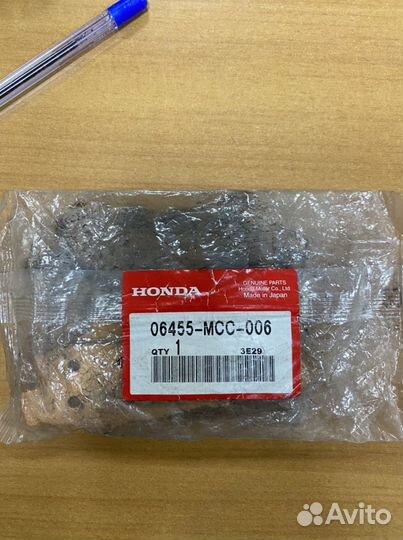 HONDA
GENUINE PARTS
Honda Motor Co., Ltd.
Made in Japan
06455-MCC-006
QTY 1 3E29
Avito